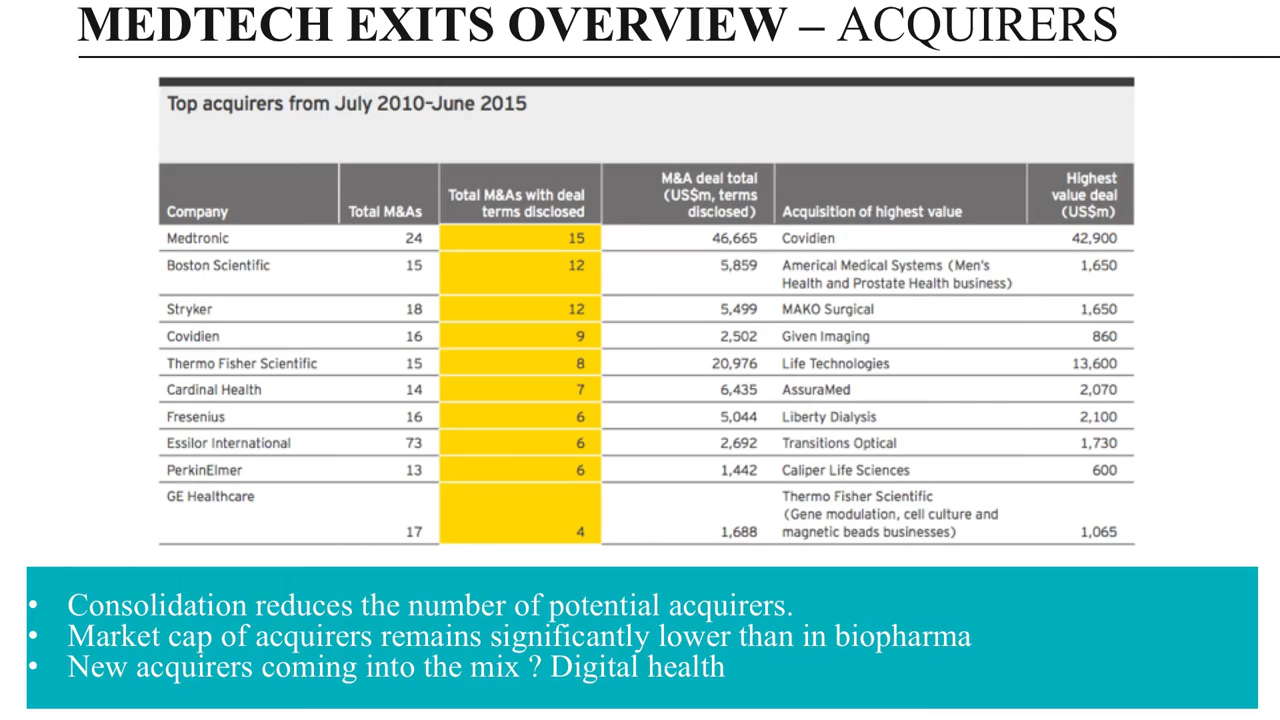 MEDTECH EXITS OVERVIEW – ACQUIRERS
Top acquirers from July 2010–June 2015
Company Total M&As Total M&As with deal terms disclosed M&A deal total (US$m, terms disclosed) Acquisition of highest value Highest value deal (US$m)
Medtronic 24 15 46,665 Covidien 42,900
Boston Scientific 15 12 5,859 Americal Medical Systems (Men's 1,650
Health and Prostate Health business)
Stryker 18 12 5,499 MAKO Surgical 1,650
Covidien 16 9 2,502 Given Imaging 860
Thermo Fisher Scientific 15 8 20,976 Life Technologies 13,600
Cardinal Health 14 7 6,435 AssuraMed 2,070
Fresenius 16 6 5,044 Liberty Dialysis 2,100
Essilor International 73 6 2,692 Transitions Optical 1,730
PerkinElmer 13 6 1,442 Caliper Life Sciences 600
GE Healthcare Thermo Fisher Scientific
(Gene modulation, cell culture and
17 4 1,688 magnetic beads businesses) 1,065
• Consolidation reduces the number of potential acquirers.
• Market cap of acquirers remains significantly lower than in biopharma
• New acquirers coming into the mix ? Digital health